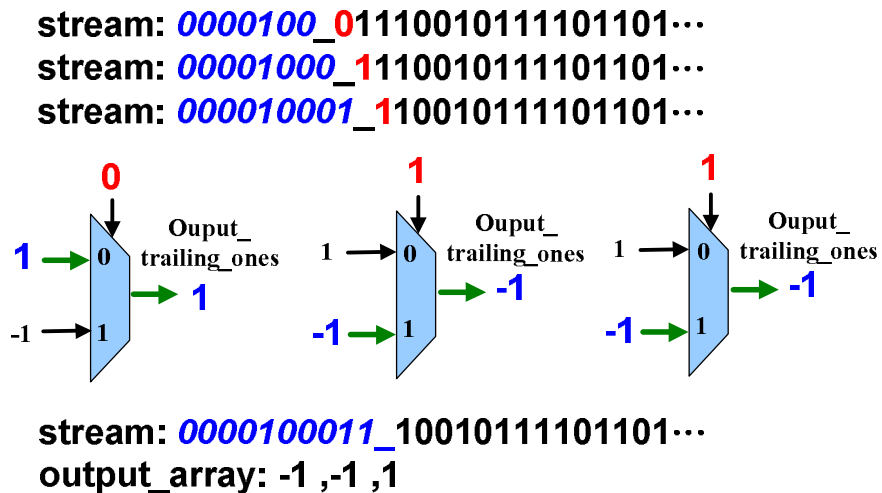 stream: 0000100_01110010111101101···
stream: 00001000_1110010111101101···
stream: 000010001_110010111101101···
0 1 1
Ouput_ Ouput_ Ouput_
1 0 trailing_ones 1 0 trailing_ones 1 0 trailing_ones
1 -1 -1
-1 1 -1 1 -1 1
stream: 0000100011_10010111101101···
output_array: -1 ,-1 ,1